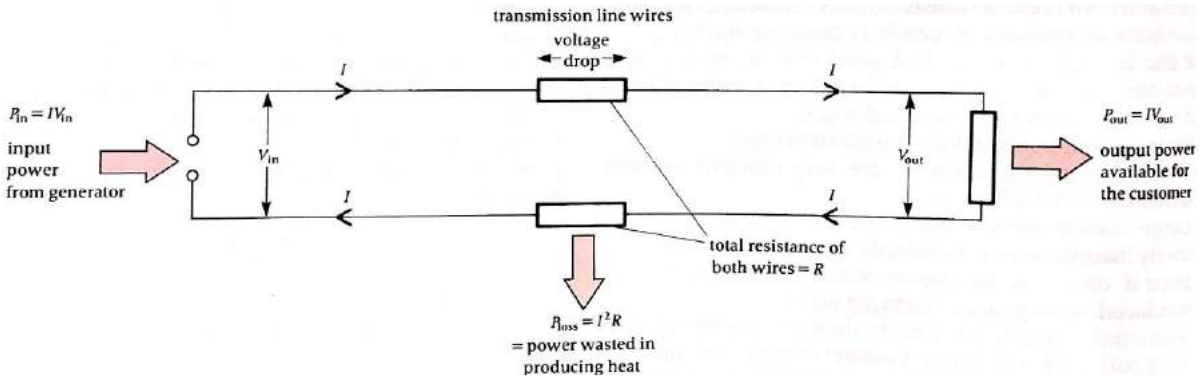 transmission line wires
voltage
drop
I
I
P_in = IV_in
input
power
from generator
V_in
V_out
P_out = IV_out
output power
available for
the customer
I
I
total resistance of
both wires = R
P_loss = I²R
= power wasted in
producing heat